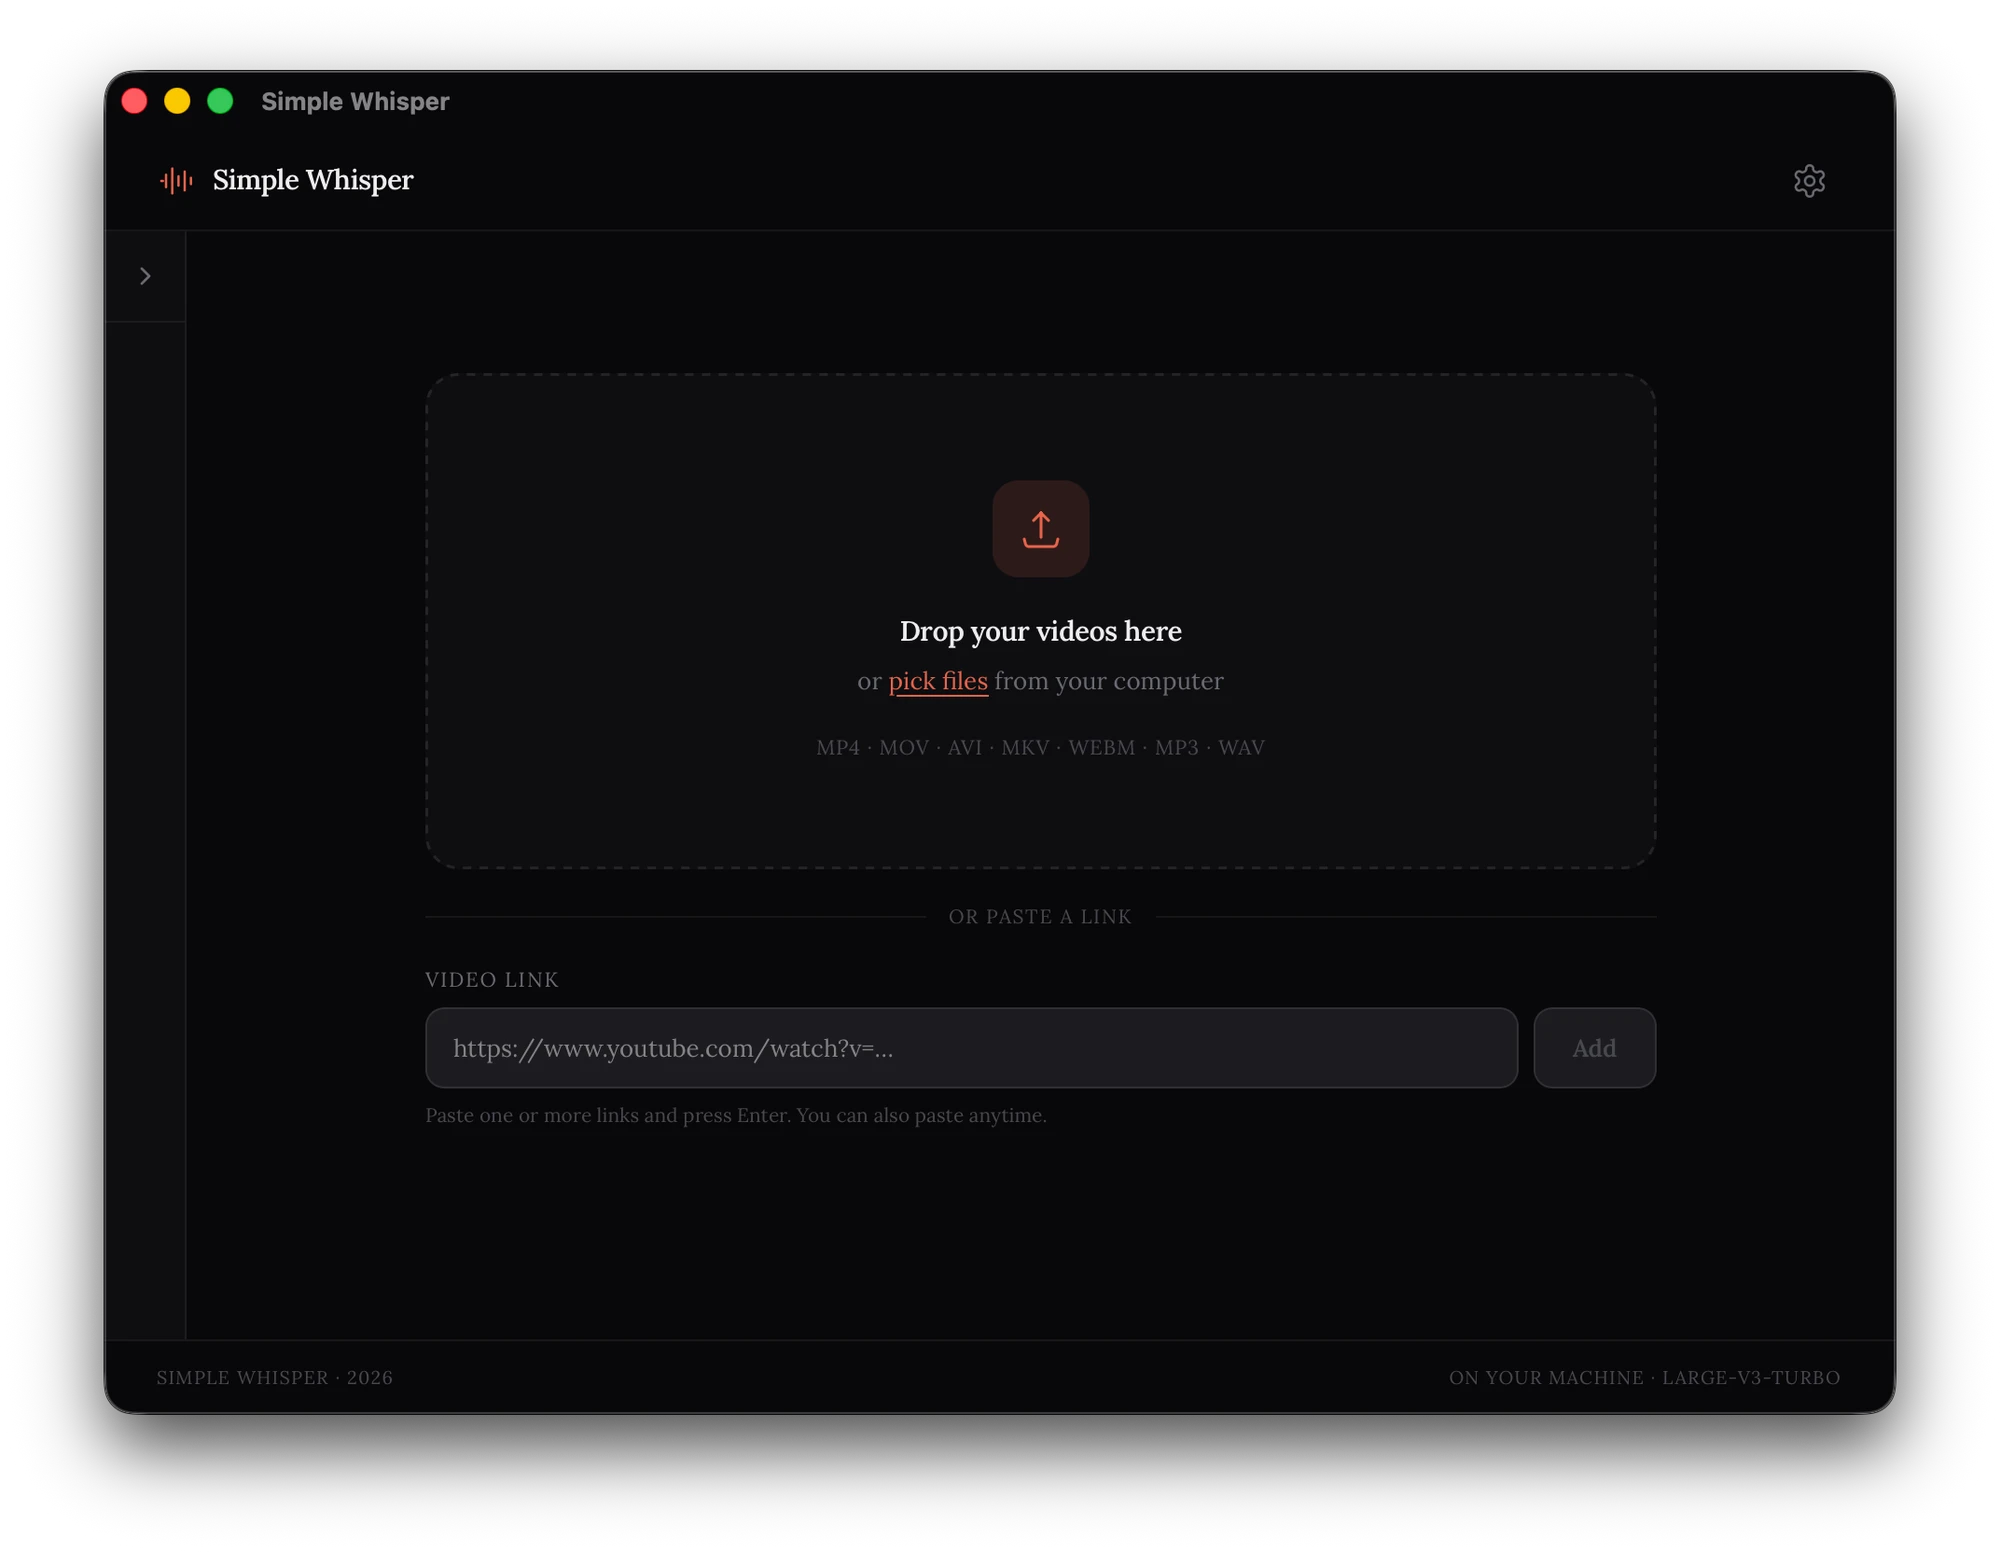 Simple Whisper
Simple Whisper
Drop your videos here
or pick files from your computer
MP4 · MOV · AVI · MKV · WEBM · MP3 · WAV
OR PASTE A LINK
VIDEO LINK
https://www.youtube.com/watch?v=...
Add
Paste one or more links and press Enter. You can also paste anytime.
SIMPLE WHISPER · 2026
ON YOUR MACHINE · LARGE-V3-TURBO